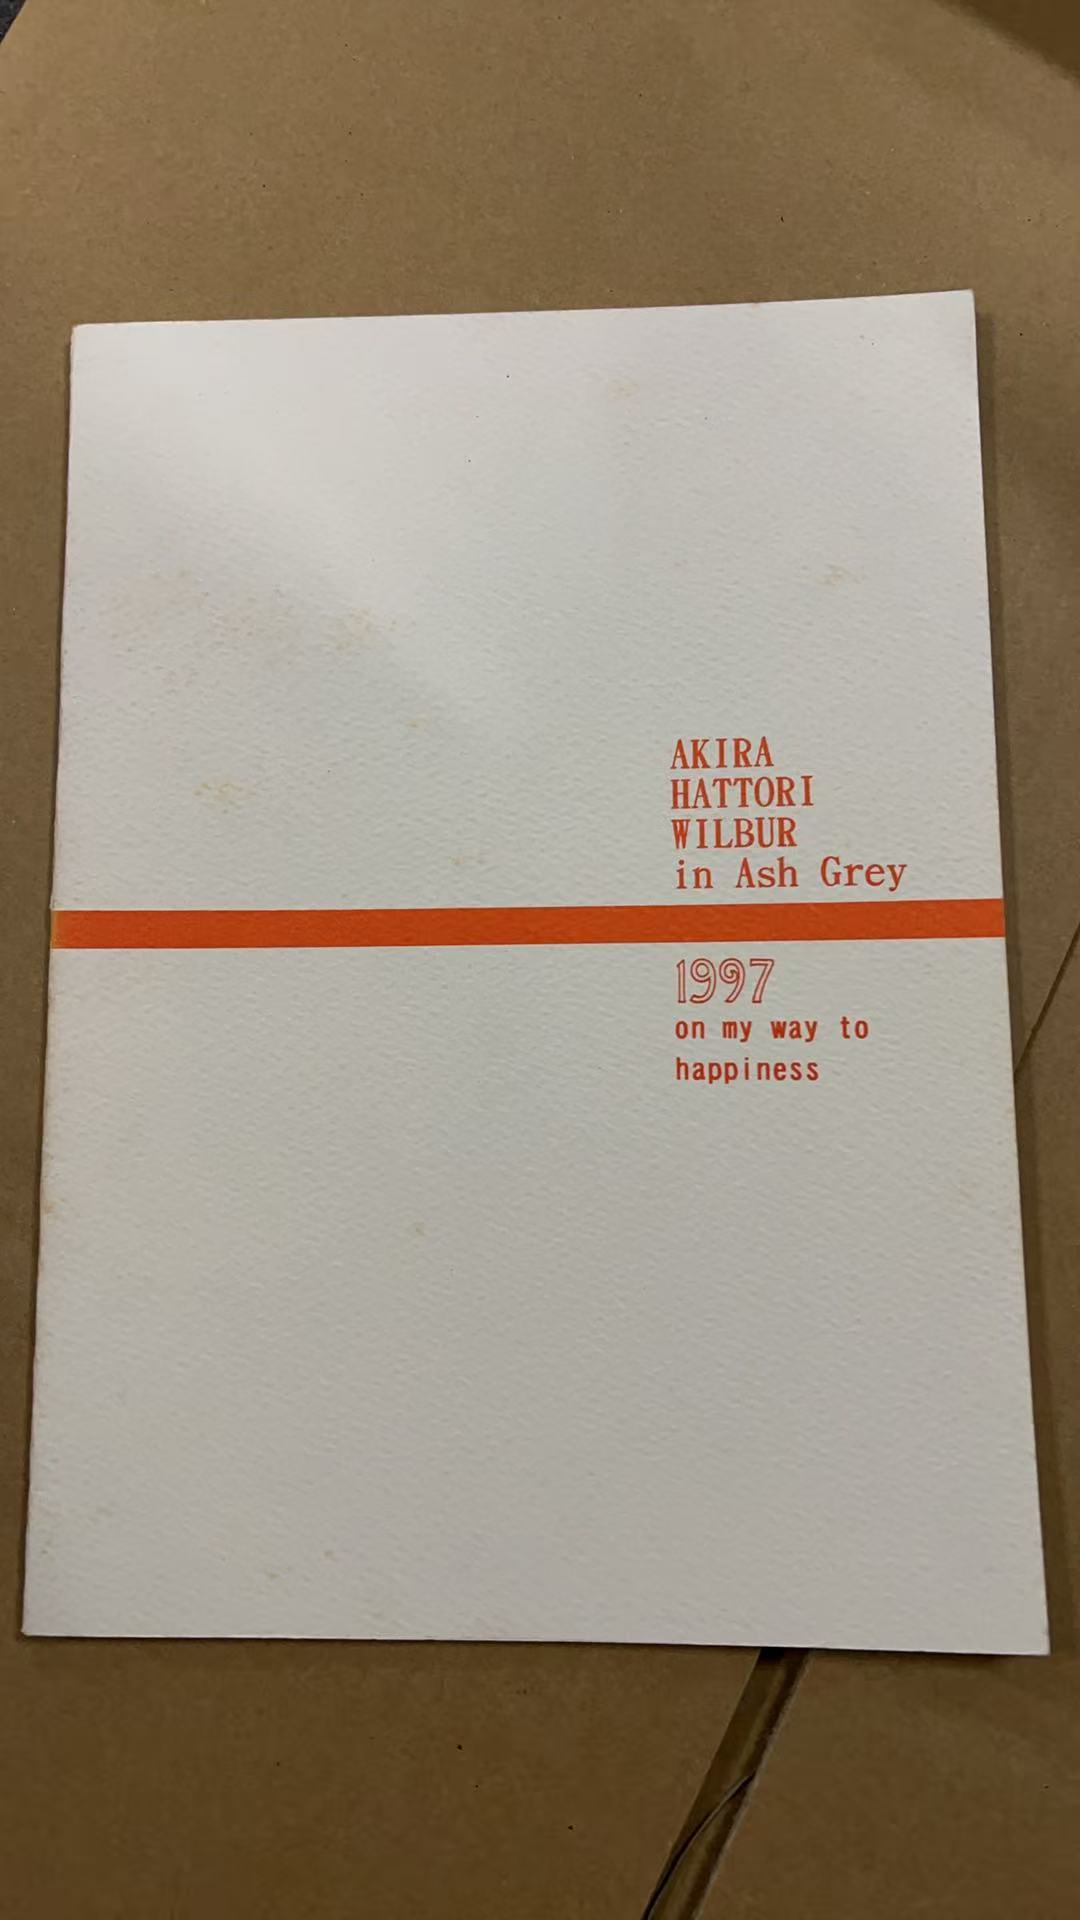 AKIRA
HATTORI
WILBUR
in Ash Grey
1997
on my way to
happiness